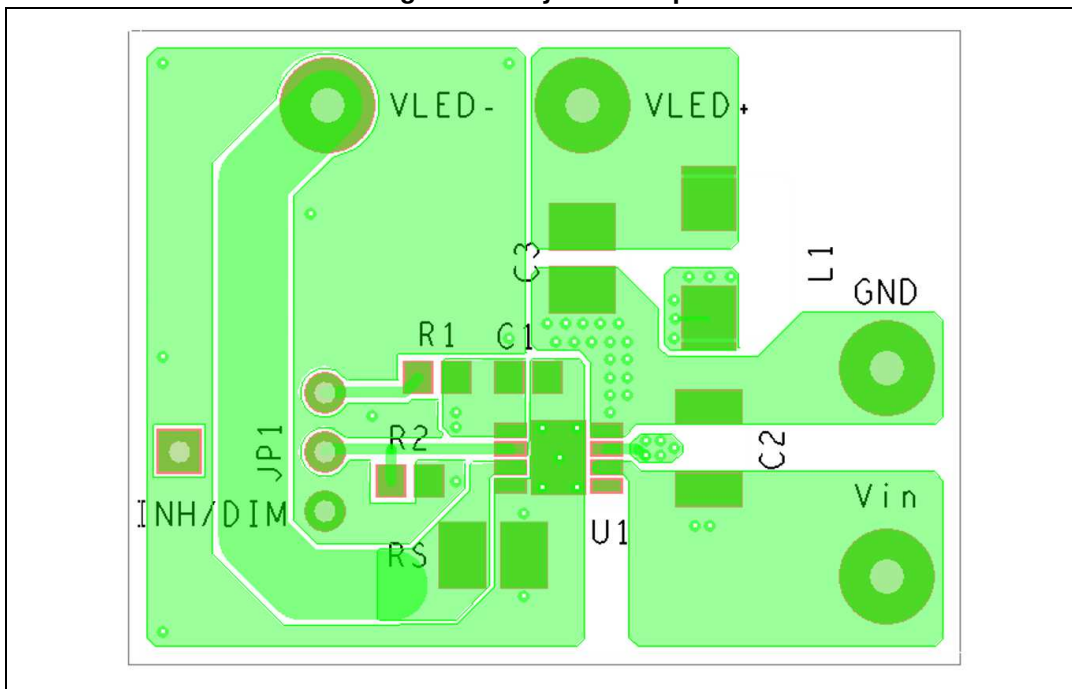 VLED-
VLED+
C3
L1
GND
R1
C1
JP1
R2
C2
INH/DIM
Vin
RS
U1